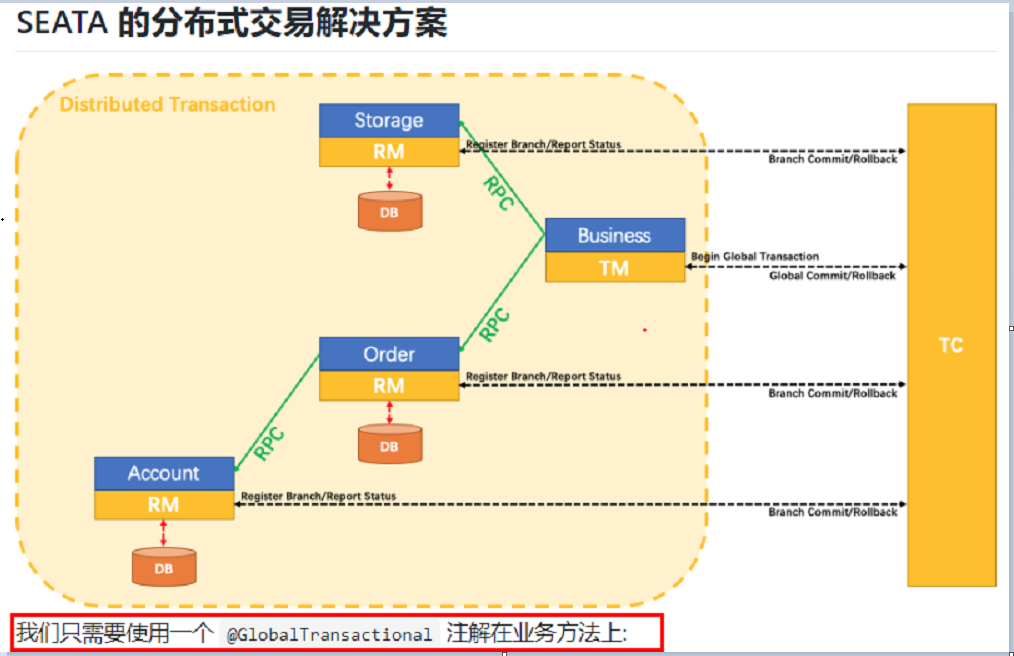 SEATA 的分布式交易解决方案
Distributed Transaction
Storage
RM
DB
Register Branch/Report Status
Branch Commit/Rollback
RPC
Business
TM
Begin Global Transaction
Global Commit/Rollback
TC
RPC
Order
RM
DB
Register Branch/Report Status
Branch Commit/Rollback
RPC
Account
RM
DB
Register Branch/Report Status
Branch Commit/Rollback
我们只需要使用一个 @GlobalTransactional 注解在业务方法上: